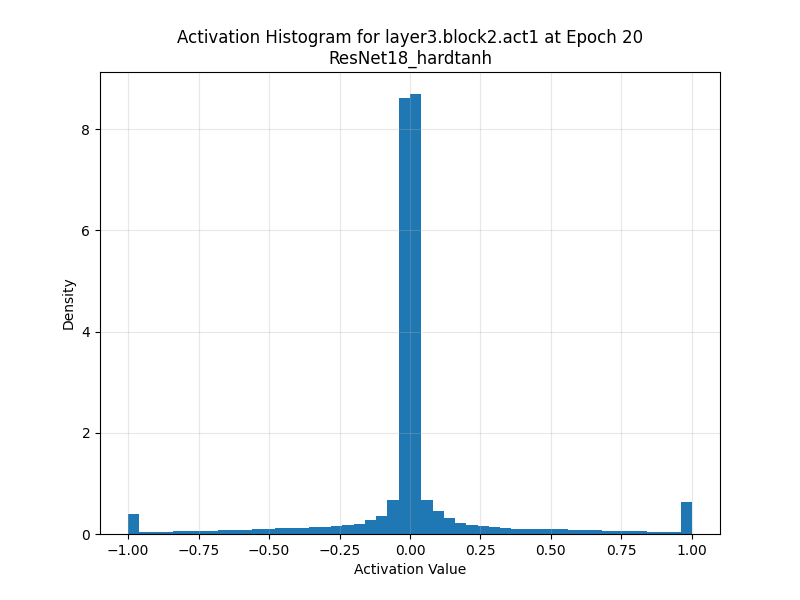 Activation Histogram for layer3.block2.act1 at Epoch 20
ResNet18_hardtanh
Density
8
6
4
2
0
−1.00 −0.75 −0.50 −0.25 0.00 0.25 0.50 0.75 1.00
Activation Value